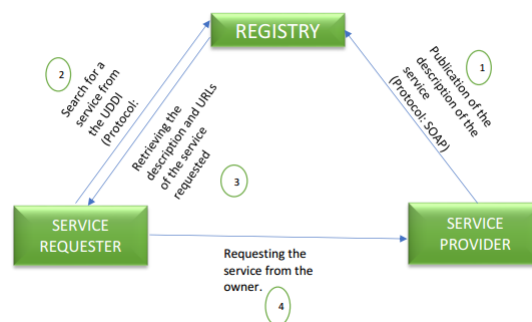 REGISTRY
1
Publication of the
description of the
service
(Protocol: SOAP)
2
Search for a
service from
the UDDI
(Protocol:
Retrieving the
description and URLs
of the service
requested
3
SERVICE
REQUESTER
SERVICE
PROVIDER
Requesting the
service from the
owner.
4